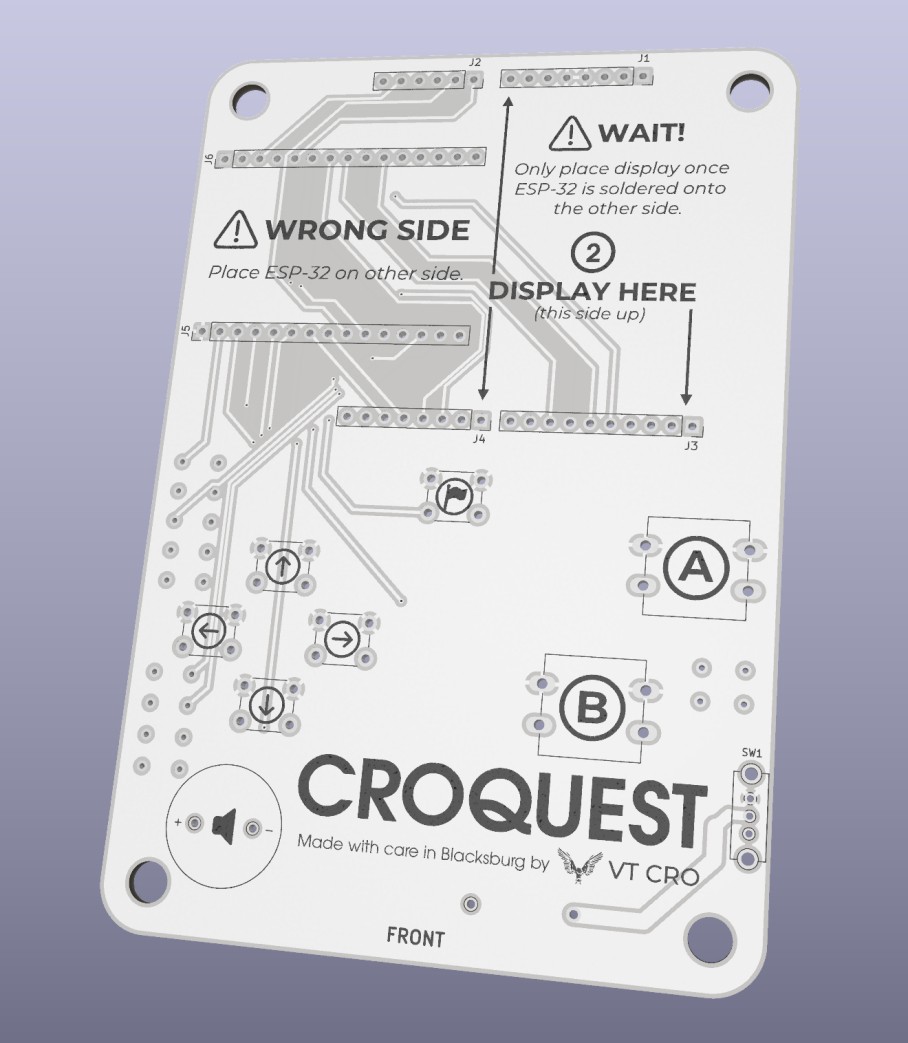 J2
J1
J6
WAIT!
Only place display once
ESP-32 is soldered onto
the other side.
WRONG SIDE
Place ESP-32 on other side.
2
DISPLAY HERE
(this side up)
J5
J4
J3
A
B
SW1
CROQUEST
+ -
Made with care in Blacksburg by VT CRO
FRONT